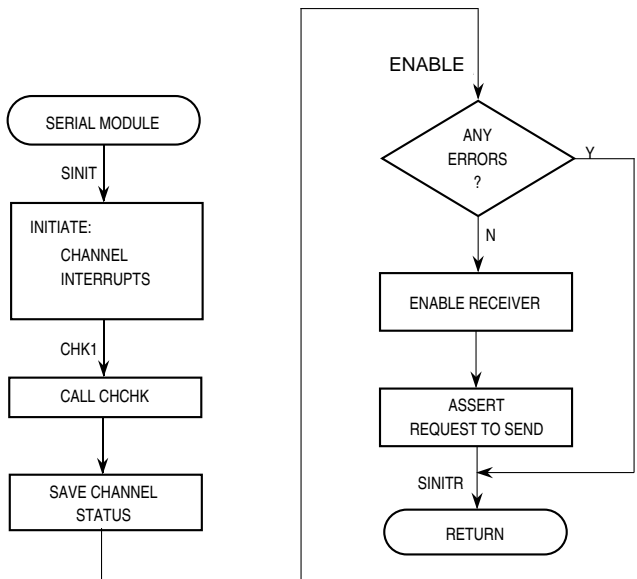 SERIAL MODULE
SINIT
INITIATE:
CHANNEL
INTERRUPTS
CHK1
CALL CHCHK
SAVE CHANNEL
STATUS
ENABLE
ANY
ERRORS
?
Y
N
ENABLE RECEIVER
ASSERT
REQUEST TO SEND
SINITR
RETURN